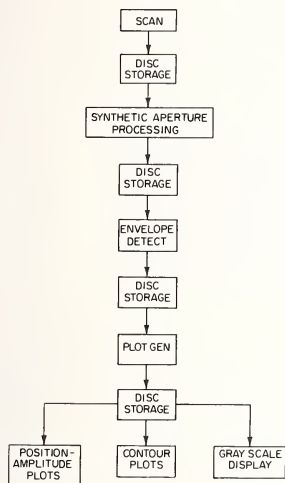 SCAN
DISC
STORAGE
SYNTHETIC APERTURE
PROCESSING
DISC
STORAGE
ENVELOPE
DETECT
DISC
STORAGE
PLOT GEN
DISC
STORAGE
POSITION-
AMPLITUDE
PLOTS
CONTOUR
PLOTS
GRAY SCALE
DISPLAY